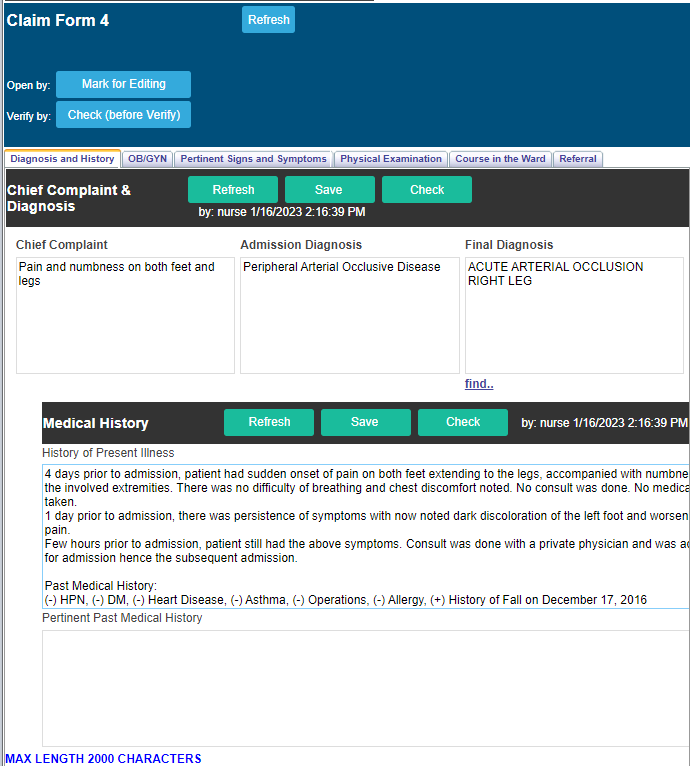 Claim Form 4
Refresh
Open by:
Mark for Editing
Verify by:
Check (before Verify)
Diagnosis and History
OB/GYN
Pertinent Signs and Symptoms
Physical Examination
Course in the Ward
Referral
Chief Complaint &
Diagnosis
Refresh
Save
Check
by: nurse 1/16/2023 2:16:39 PM
Chief Complaint
Pain and numbness on both feet and
legs
Admission Diagnosis
Peripheral Arterial Occlusive Disease
Final Diagnosis
ACUTE ARTERIAL OCCLUSION
RIGHT LEG
find..
Medical History
Refresh
Save
Check
by: nurse 1/16/2023 2:16:39 PM
History of Present Illness
4 days prior to admission, patient had sudden onset of pain on both feet extending to the legs, accompanied with
the involved extremities. There was no difficulty of breathing and chest discomfort noted. No consult was done. No
taken.
1 day prior to admission, there was persistence of symptoms with now noted dark discoloration of the left foot and
pain.
Few hours prior to admission, patient still had the above symptoms. Consult was done with a private physician and was
for admission hence the subsequent admission.
Past Medical History:
(-) HPN, (-) DM, (-) Heart Disease, (-) Asthma, (-) Operations, (-) Allergy, (+) History of Fall on December 17, 2016
Pertinent Past Medical History
MAX LENGTH 2000 CHARACTERS